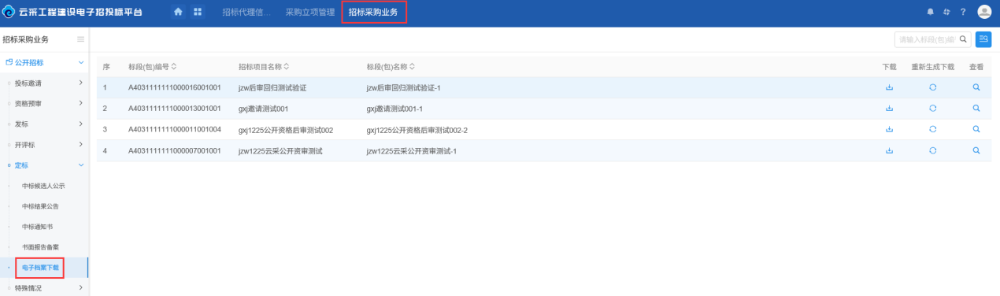 云采工程建设电子招投标平台 招标代理信... 采购立项管理 招标采购业务
招标采购业务
请输入标段(包)编
公开招标
投标邀请
资格预审
发标
开评标
定标
中标候选人公示
中标结果公告
中标通知书
书面报告备案
电子档案下载
特殊情况
序 标段(包)编号 招标项目名称 标段(包)名称 下载 重新生成下载 查看
1 A4031111111000016001001 jzw后审回归测试验证 jzw后审回归测试验证-1
2 A4031111111000013001001 gxj邀请测试001 gxj邀请测试001-1
3 A4031111111000011001004 gxj1225公开资格后审测试002 gxj1225公开资格后审测试002-2
4 A4031111111000007001001 jzw1225云采公开资审测试 jzw1225云采公开资审测试-1